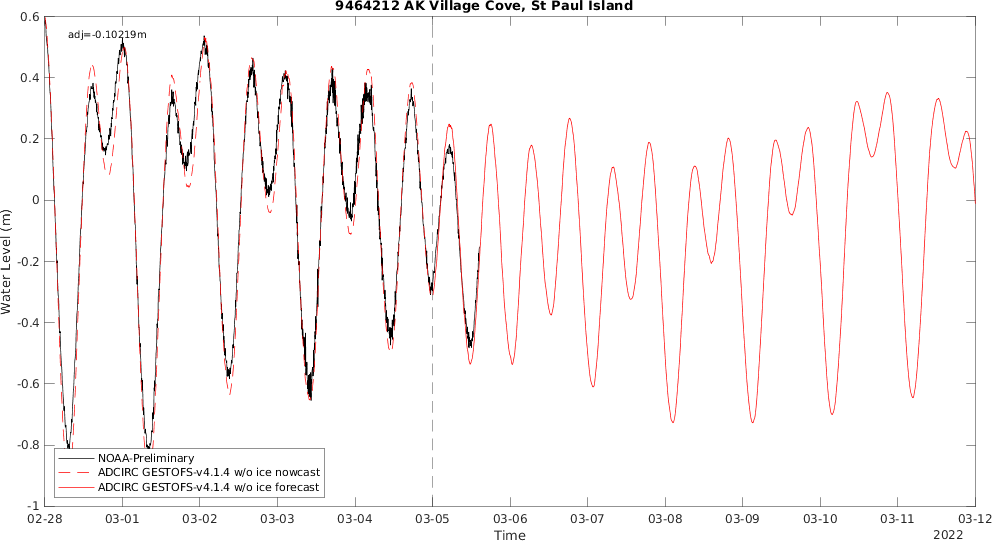 9464212 AK Village Cove, St Paul Island
adj=-0.10219m
0.6
0.4
0.2
0
-0.2
-0.4
-0.6
-0.8
-1
Water Level (m)
NOAA-Preliminary
ADCIRC GESTOFS-v4.1.4 w/o ice nowcast
ADCIRC GESTOFS-v4.1.4 w/o ice forecast
02-28 03-01 03-02 03-03 03-04 03-05 03-06 03-07 03-08 03-09 03-10 03-11 03-12
Time
2022